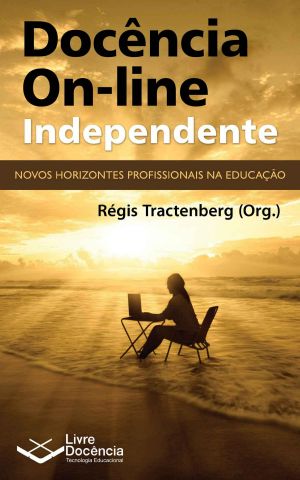 Docência
On-line
Independente
NOVOS HORIZONTES PROFISSIONAIS NA EDUCAÇÃO
Régis Tractenberg (Org.)
Livre
Docência
Tecnologia Educacional